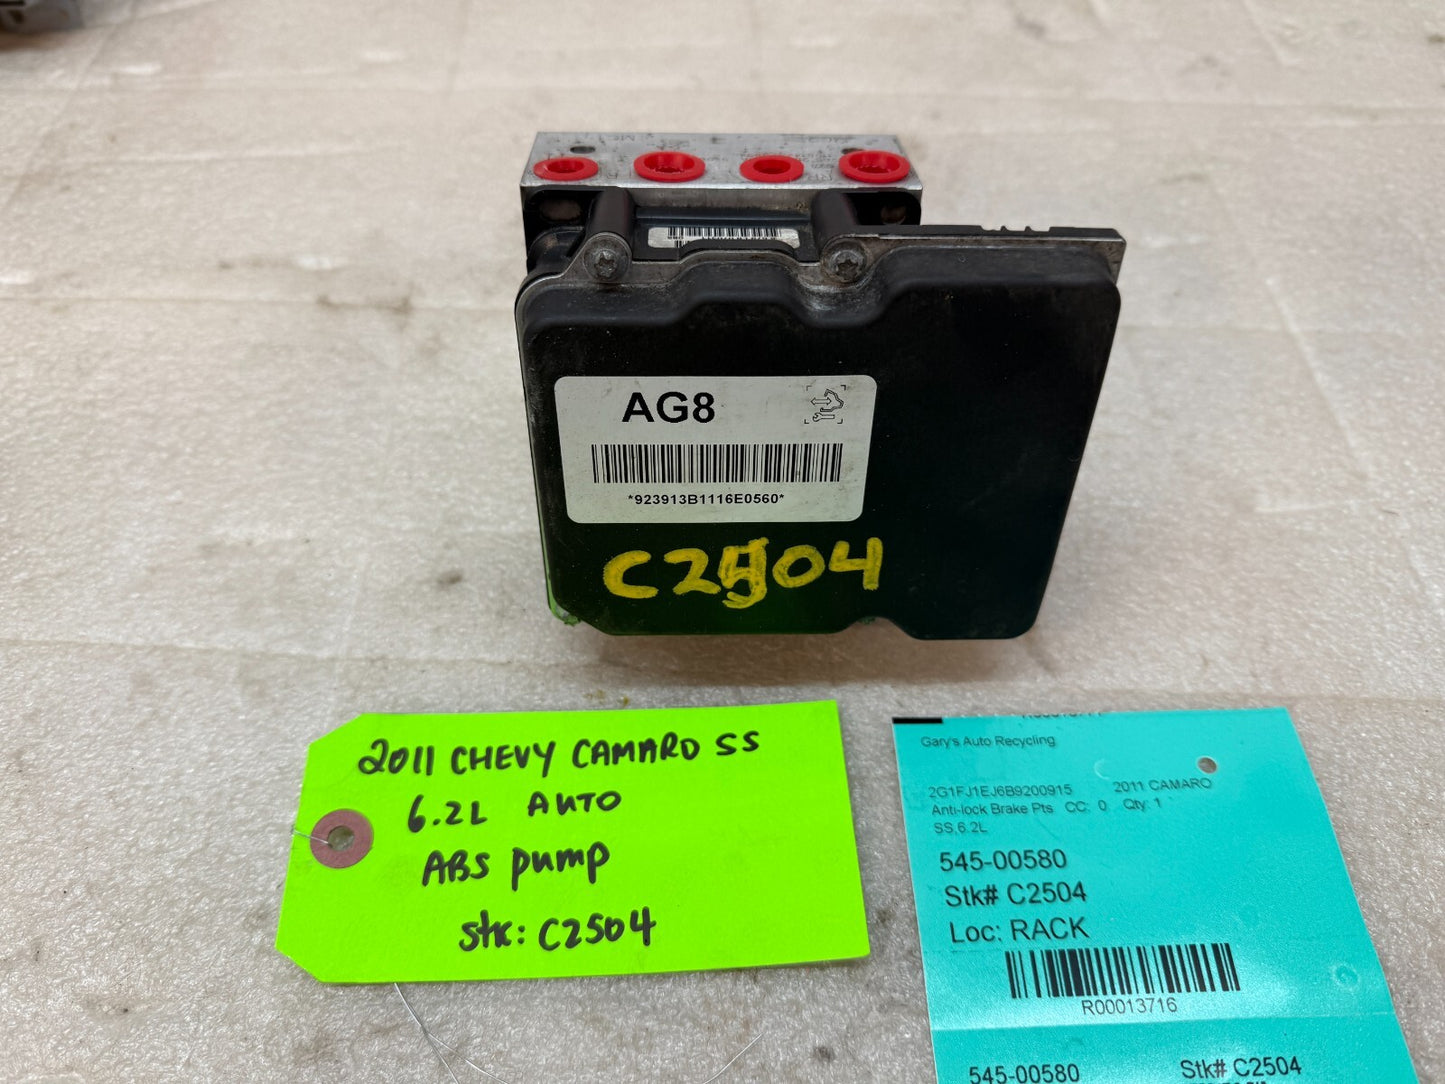 AG8
*923913B1116E0560*
C2504
2011 CHEVY CAMARO SS
6.2L AUTO
ABS pump
stk: C2504
Gary's Auto Recycling
2G1FJ1EJ6B9200915 2011 CAMARO
Anti-lock Brake Pts CC: 0 Qty: 1
SS,6.2L
545-00580
Stk# C2504
Loc: RACK
R00013716
545-00580 Stk# C2504